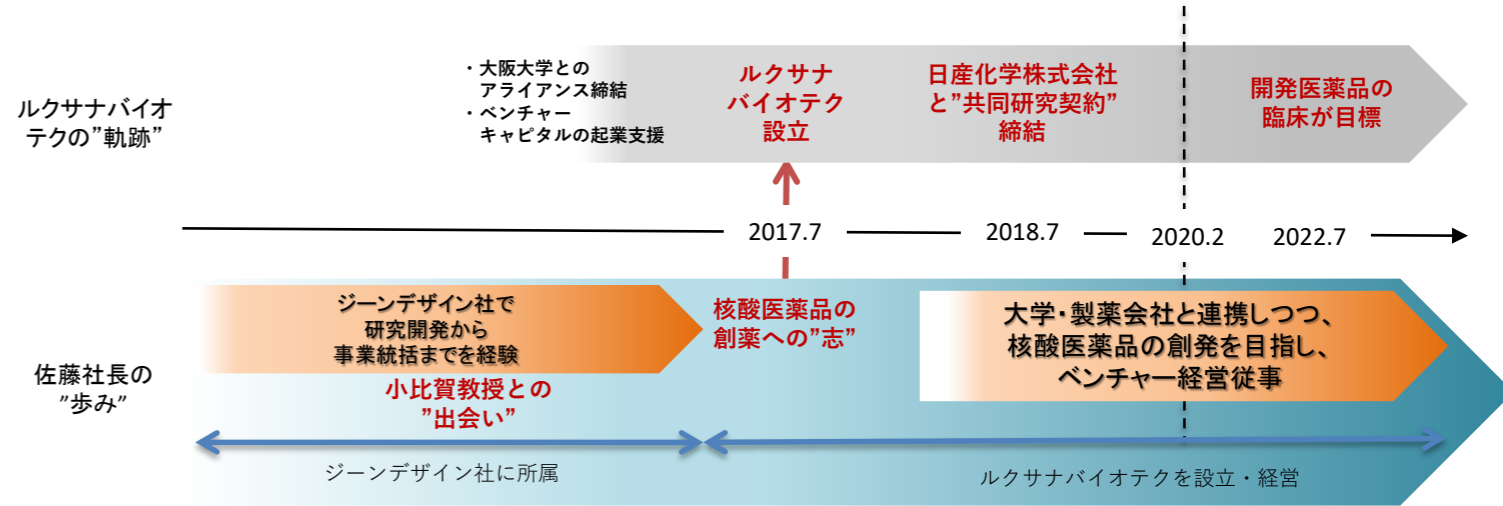 ・大阪大学との
アライアンス締結
・ベンチャー
キャピタルの起業支援
ルクサナ
バイオテク
設立
日産化学株式会社
と”共同研究契約”
締結
開発医薬品の
臨床が目標
ルクサナバイオ
テクの”軌跡”
2017.7
2018.7
2020.2
2022.7
ジーンデザイン社で
研究開発から
事業統括までを経験
核酸医薬品の
創薬への”志”
大学・製薬会社と連携しつつ、
核酸医薬品の創発を目指し、
ベンチャー経営従事
佐藤社長の
”歩み”
小比賀教授との
”出会い”
ジーンデザイン社に所属
ルクサナバイオテクを設立・経営